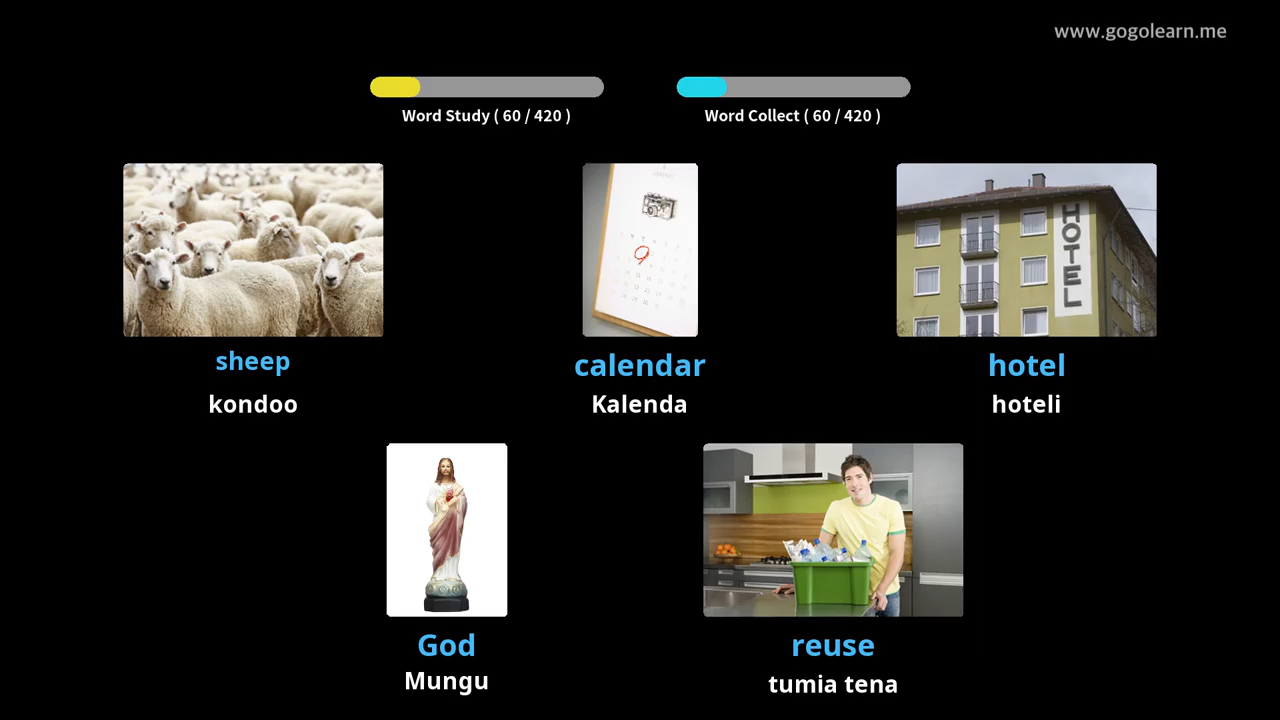 www.gogolearn.me
Word Study ( 60 / 420 )
Word Collect ( 60 / 420 )
HOTEL
sheep
calendar
hotel
kondoo
Kalenda
hoteli
God
reuse
Mungu
tumia tena